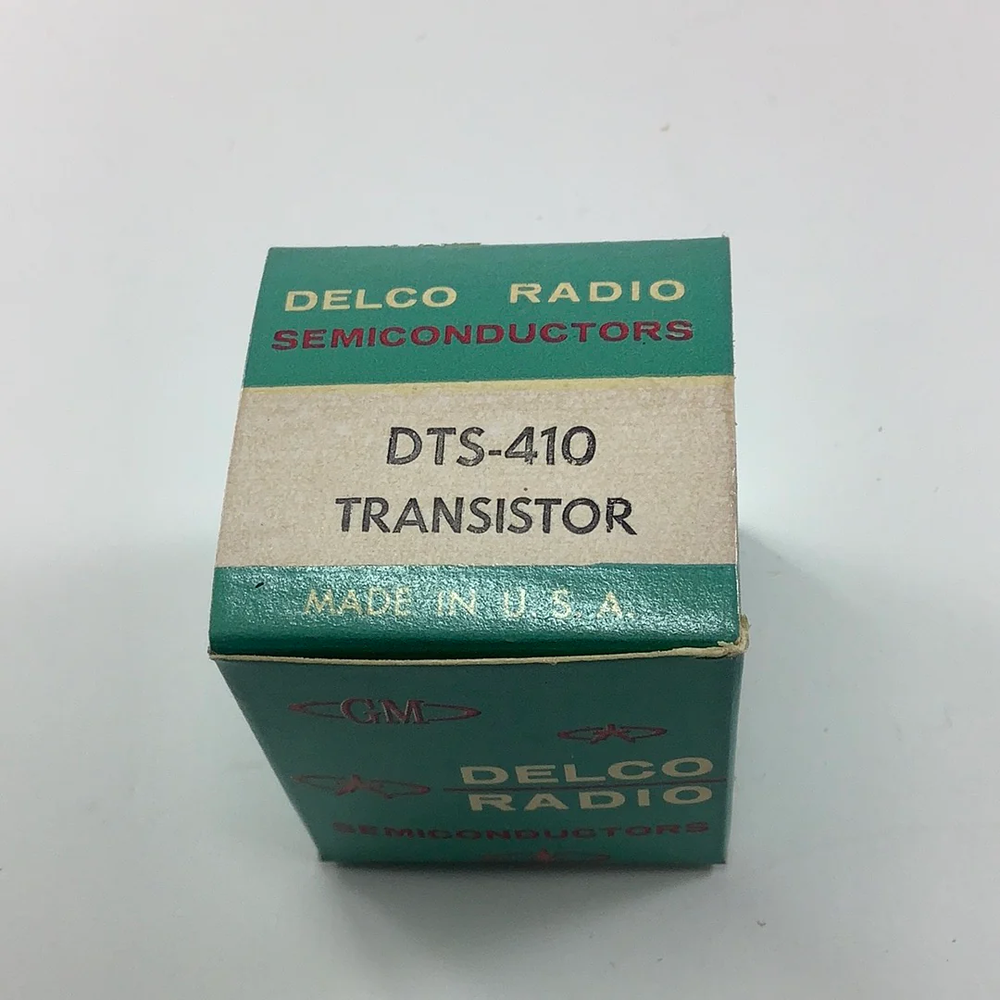 DELCO RADIO
SEMICONDUCTORS
DTS-410
TRANSISTOR
MADE IN U.S.A.
GM
DELCO
RADIO
SEMICONDUCTORS